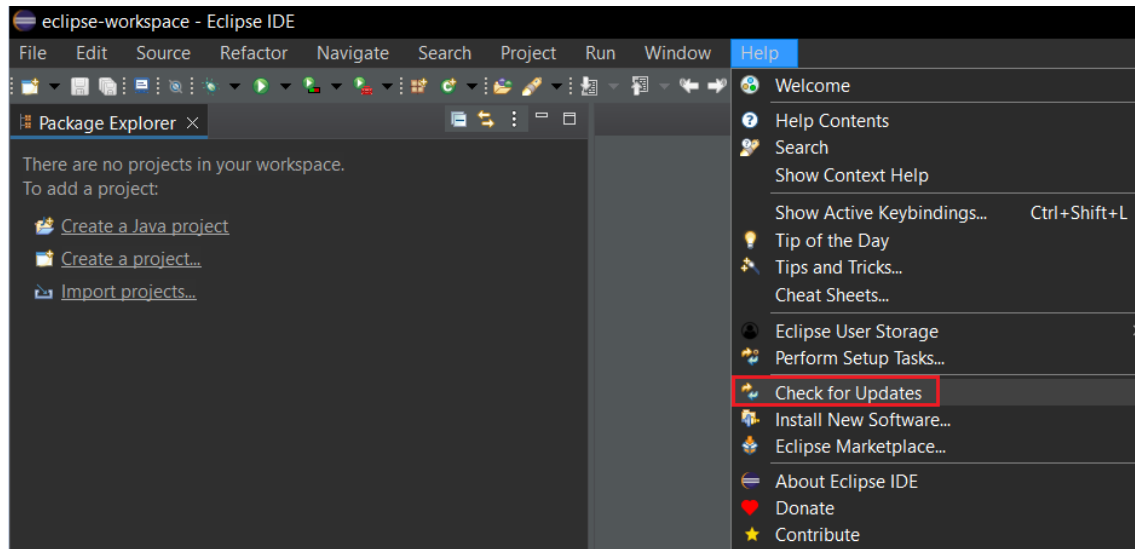 eclipse-workspace - Eclipse IDE
File Edit Source Refactor Navigate Search Project Run Window Help
Package Explorer
There are no projects in your workspace.
To add a project:
Create a Java project
Create a project...
Import projects...
Welcome
Help Contents
Search
Show Context Help
Show Active Keybindings... Ctrl+Shift+L
Tip of the Day
Tips and Tricks...
Cheat Sheets...
Eclipse User Storage
Perform Setup Tasks...
Check for Updates
Install New Software...
Eclipse Marketplace...
About Eclipse IDE
Donate
Contribute